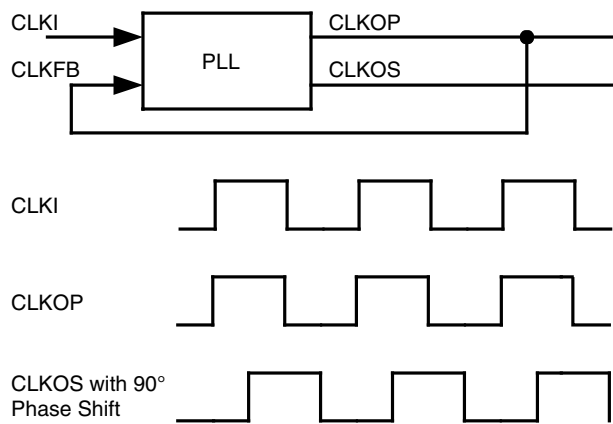 CLKI
CLKOP
CLKFB
PLL
CLKOS
CLKI
CLKOP
CLKOS with 90°
Phase Shift